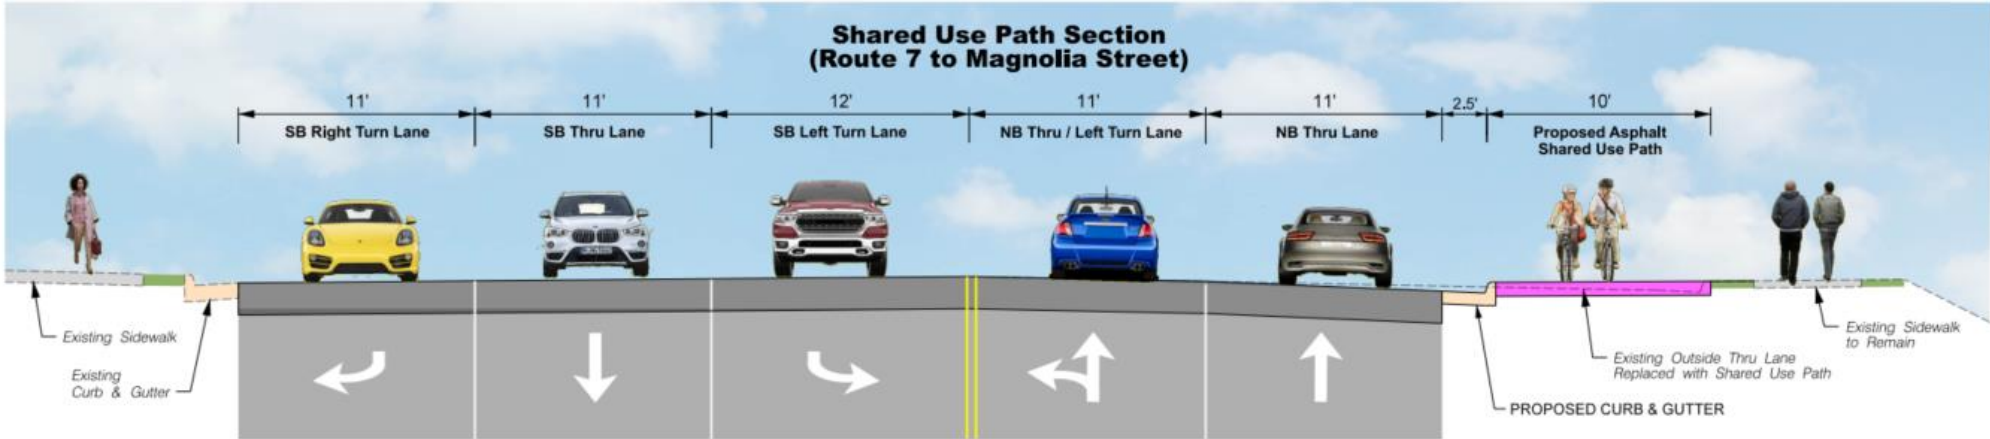 Shared Use Path Section
(Route 7 to Magnolia Street)
11'
11'
12'
11'
11'
2.5'
10'
SB Right Turn Lane
SB Thru Lane
SB Left Turn Lane
NB Thru / Left Turn Lane
NB Thru Lane
Proposed Asphalt
Shared Use Path
Existing Sidewalk
Existing
Curb & Gutter
Existing Sidewalk
to Remain
Existing Outside Thru Lane
Replaced with Shared Use Path
PROPOSED CURB & GUTTER